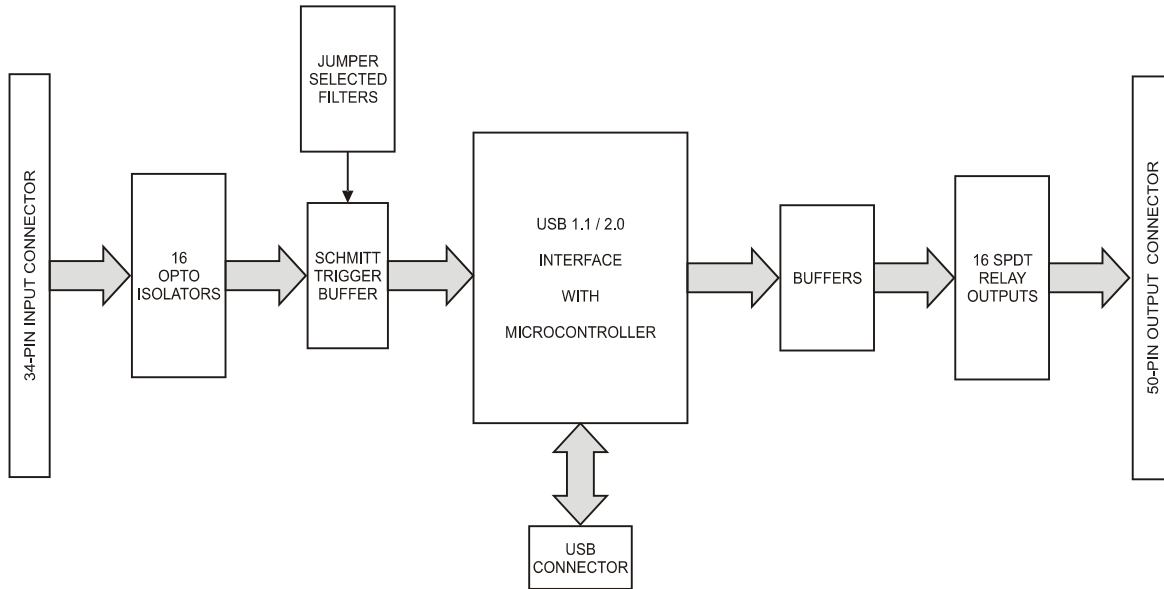 34-PIN INPUT CONNECTOR
16
OPTO
ISOLATORS
JUMPER
SELECTED
FILTERS
SCHMITT
TRIGGER
BUFFER
USB 1.1 / 2.0
INTERFACE
WITH
MICROCONTROLLER
USB
CONNECTOR
BUFFERS
16 SPDT
RELAY
OUTPUTS
50-PIN OUTPUT CONNECTOR